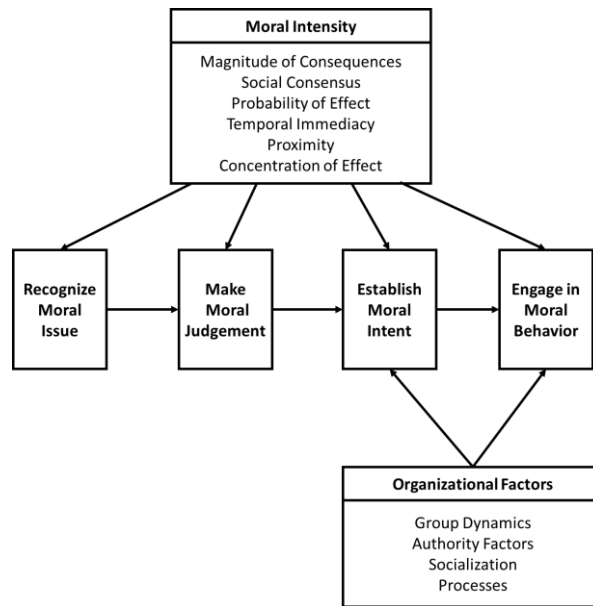 Moral Intensity
Magnitude of Consequences
Social Consensus
Probability of Effect
Temporal Immediacy
Proximity
Concentration of Effect
Recognize
Moral
Issue
Make
Moral
Judgement
Establish
Moral
Intent
Engage in
Moral
Behavior
Organizational Factors
Group Dynamics
Authority Factors
Socialization
Processes